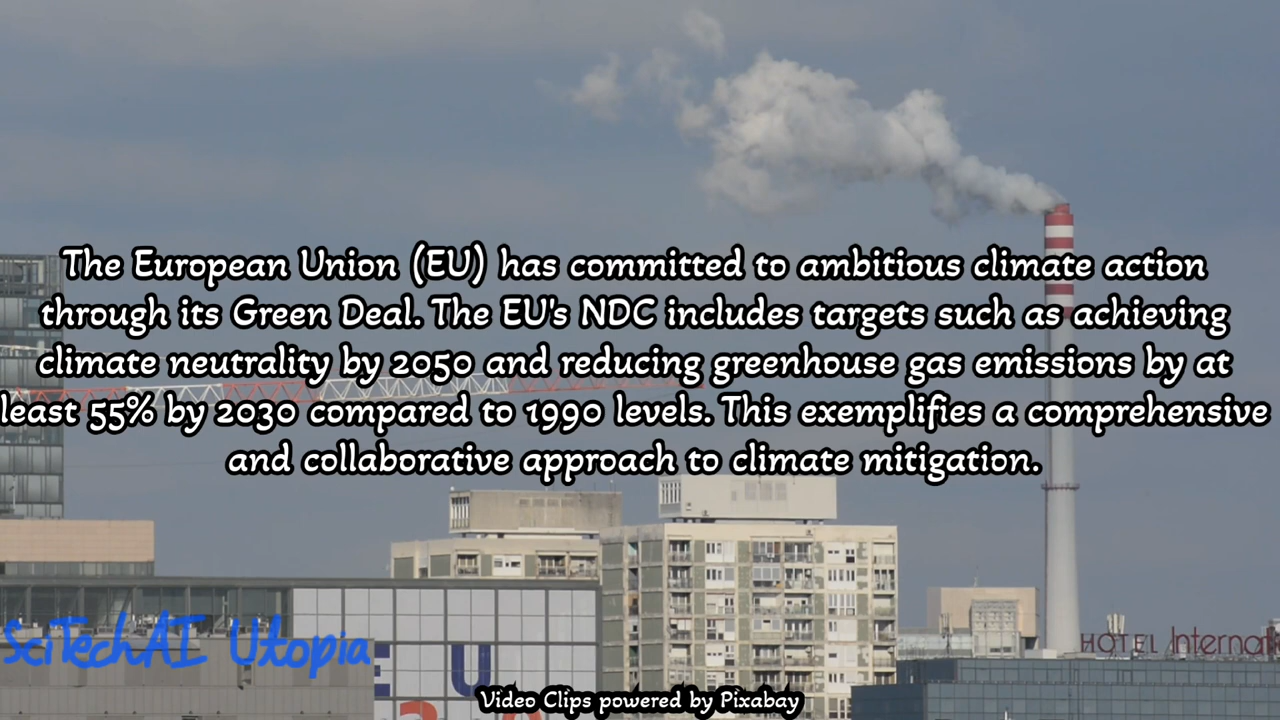 The European Union (EU) has committed to ambitious climate action
through its Green Deal. The EU's NDC includes targets such as achieving
climate neutrality by 2050 and reducing greenhouse gas emissions by at
least 55% by 2030 compared to 1990 levels. This exemplifies a comprehensive
and collaborative approach to climate mitigation.
HOTEL Internati
SciTechAI Utopia
E U
Video Clips powered by Pixabay